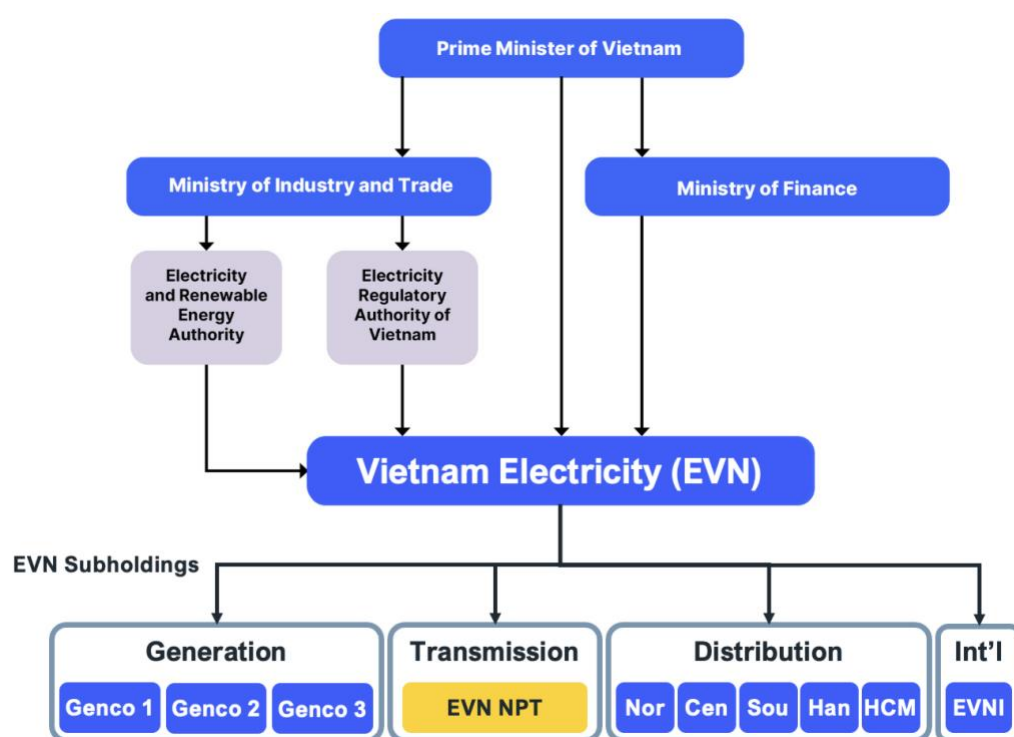 Prime Minister of Vietnam
Ministry of Industry and Trade
Ministry of Finance
Electricity
and Renewable
Energy
Authority
Electricity
Regulatory
Authority of
Vietnam
Vietnam Electricity (EVN)
EVN Subholdings
Generation
Genco 1 Genco 2 Genco 3
Transmission
EVN NPT
Distribution
Nor Cen Sou Han HCM
Int'l
EVNI